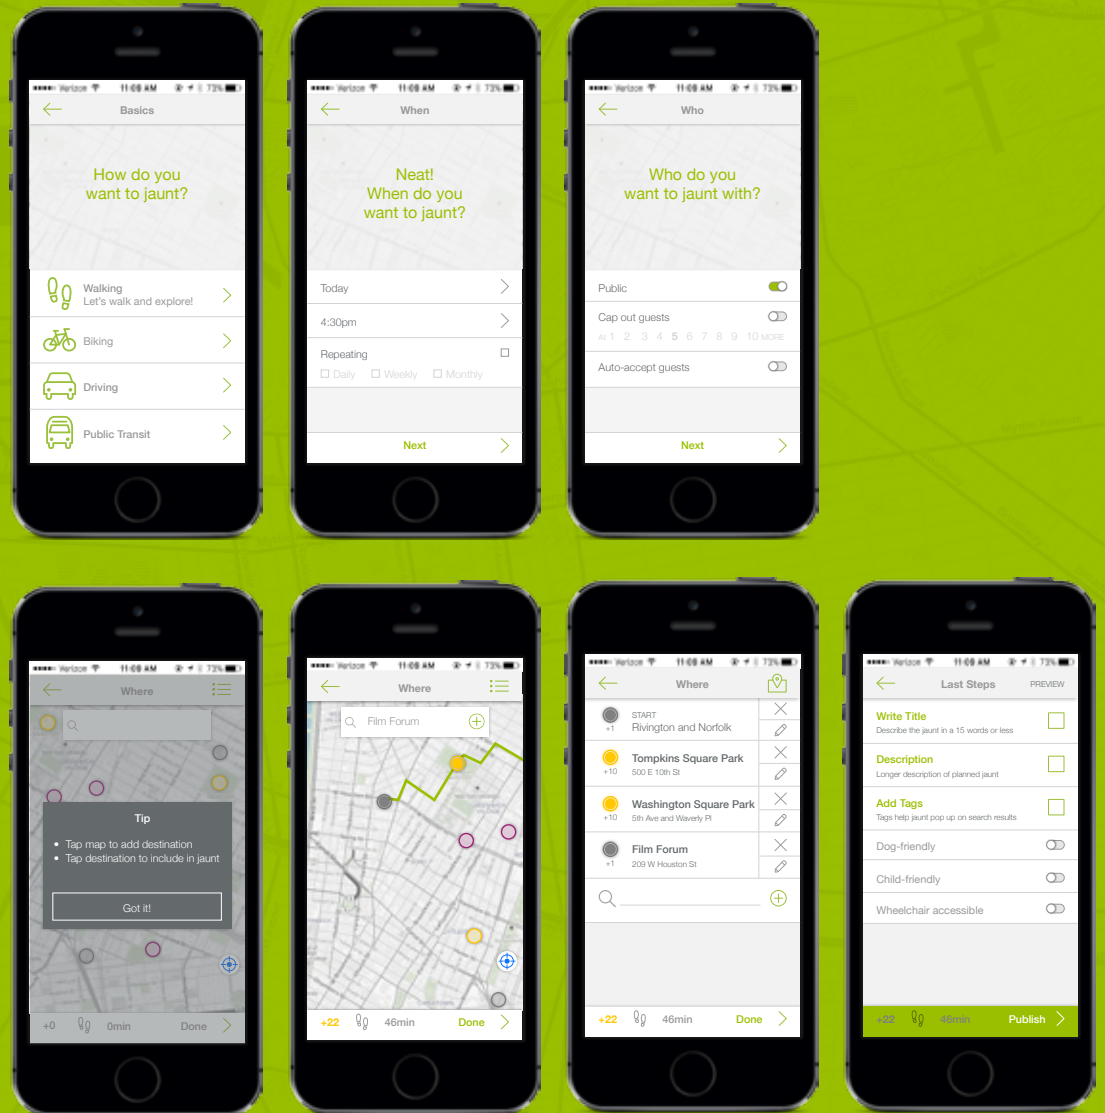 Verizon 11:08 AM 73%
Basics
How do you
want to jaunt?
Walking
Let's walk and explore!
Biking
Driving
Public Transit
Verizon 11:08 AM 73%
When
Neat!
When do you
want to jaunt?
Today
4:30pm
Repeating
Daily Weekly Monthly
Next
Verizon 11:08 AM 73%
Who
Who do you
want to jaunt with?
Public
Cap out guests
At 1 2 3 4 5 6 7 8 9 10 MORE
Auto-accept guests
Next
Verizon 11:08 AM 73%
Where
Tip
• Tap map to add destination
• Tap destination to include in jaunt
Got it!
+0 0min Done
Verizon 11:08 AM 73%
Where
Film Forum
+22 46min Done
Verizon 11:08 AM 73%
Where
START
+1 Rivington and Norfolk
Tompkins Square Park
+10 500 E 10th St
Washington Square Park
+10 5th Ave and Waverly Pl
Film Forum
+1 209 W Houston St
+22 46min Done
Verizon 11:08 AM 73%
Last Steps PREVIEW
Write Title
Describe the jaunt in a 15 words or less
Description
Longer description of planned jaunt
Add Tags
Tags help jaunt pop up on search results
Dog-friendly
Child-friendly
Wheelchair accessible
+22 46min Publish